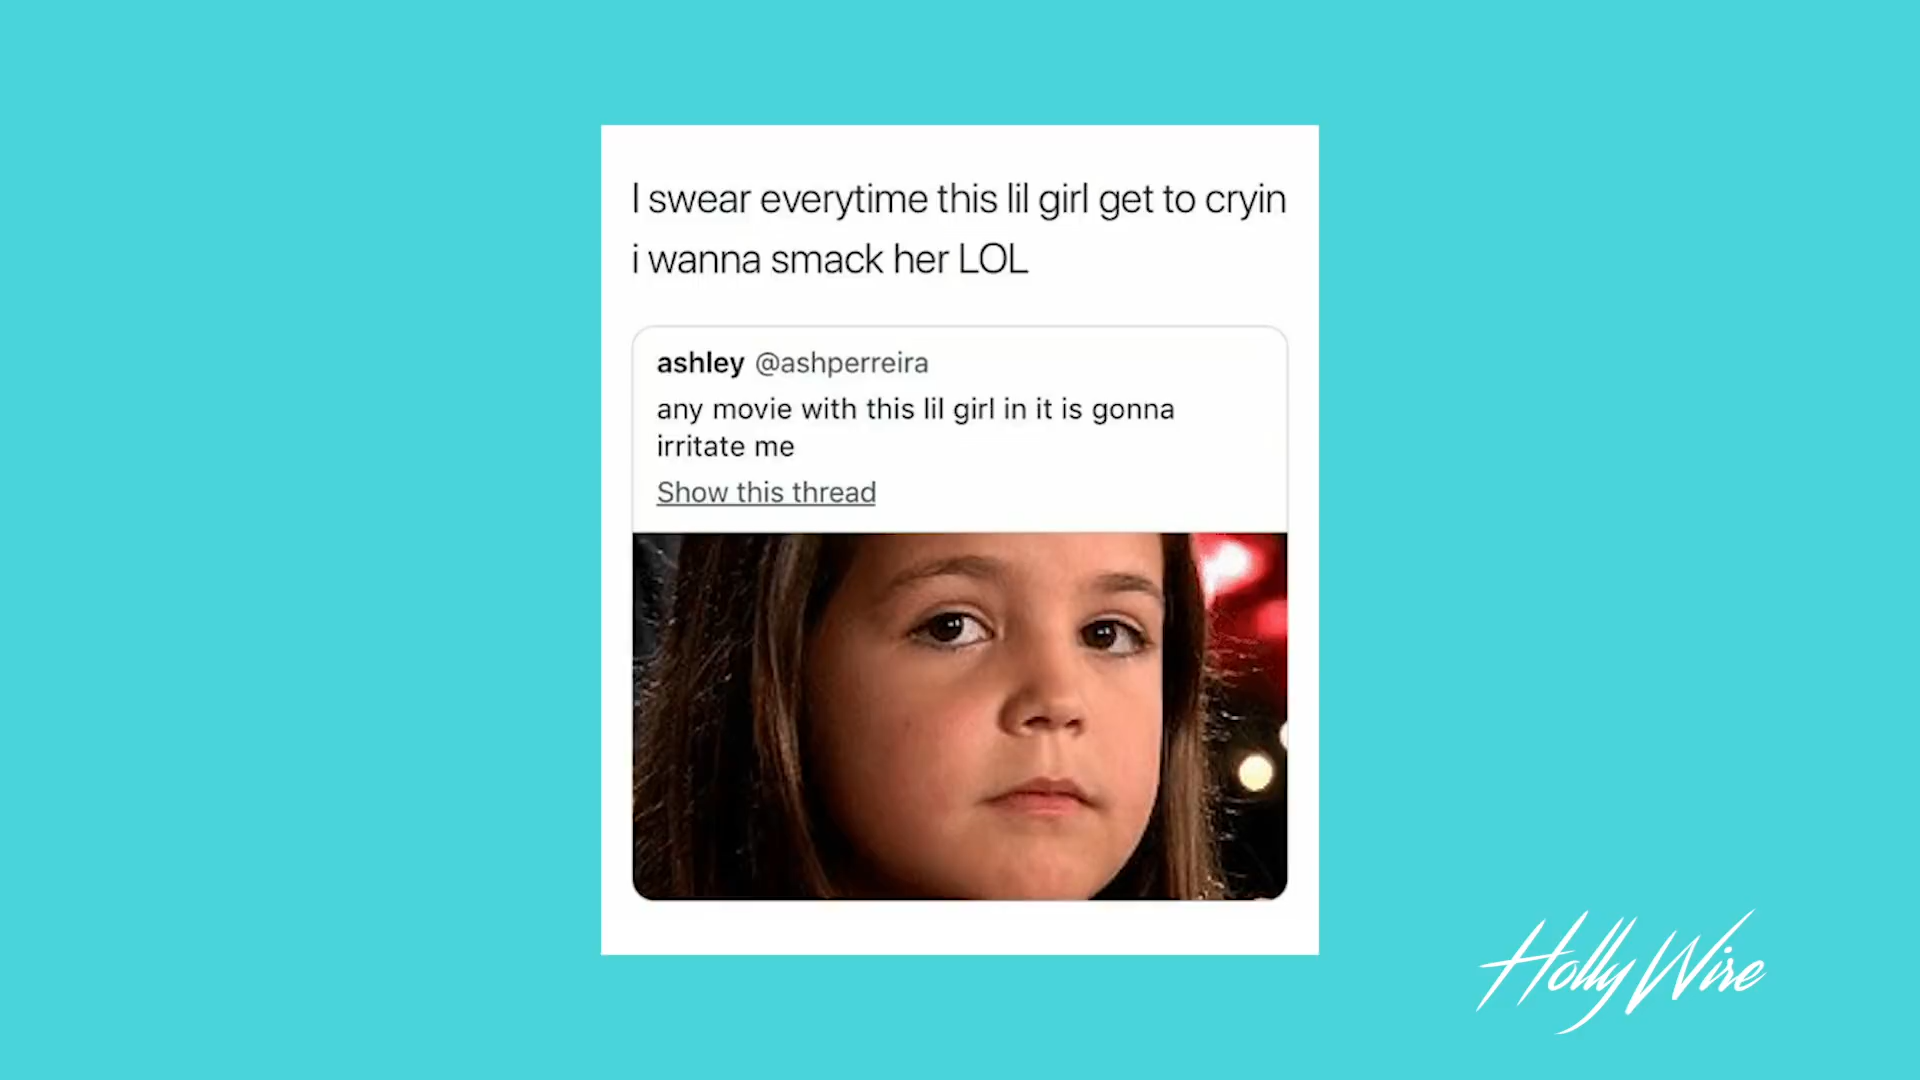 I swear everytime this lil girl get to cryin
i wanna smack her LOL
ashley @ashperreira
any movie with this lil girl in it is gonna
irritate me
Show this thread
HollyWire